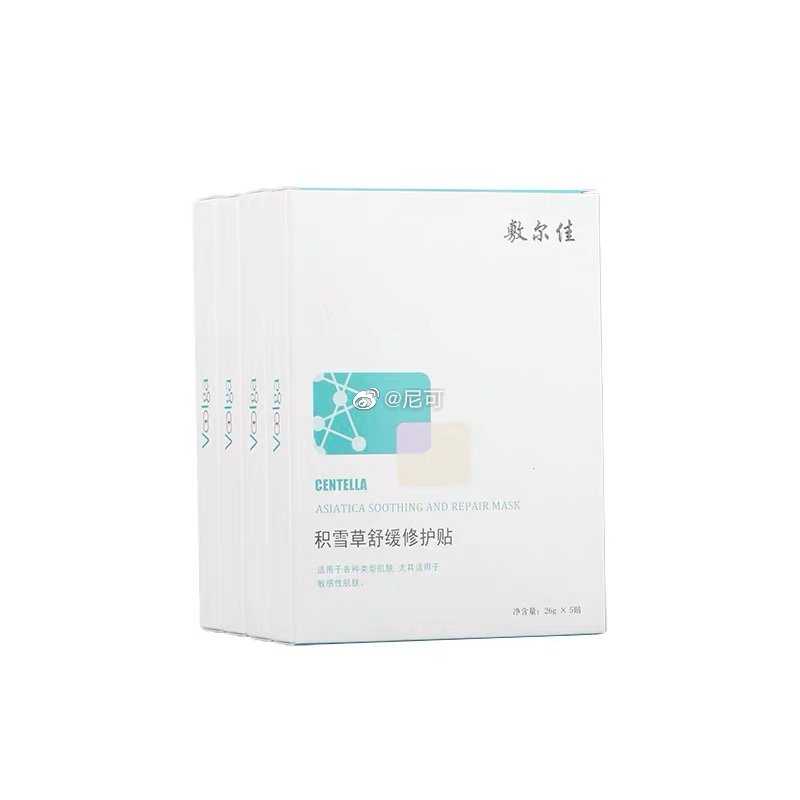 敷尔佳
Voolga
Voolga
Voolga
Voolga
@尼可
CENTELLA
ASIATICA SOOTHING AND REPAIR MASK
积雪草舒缓修护贴
适用于各种类型肌肤,尤其适用于
敏感性肌肤。
净含量：26g × 5贴